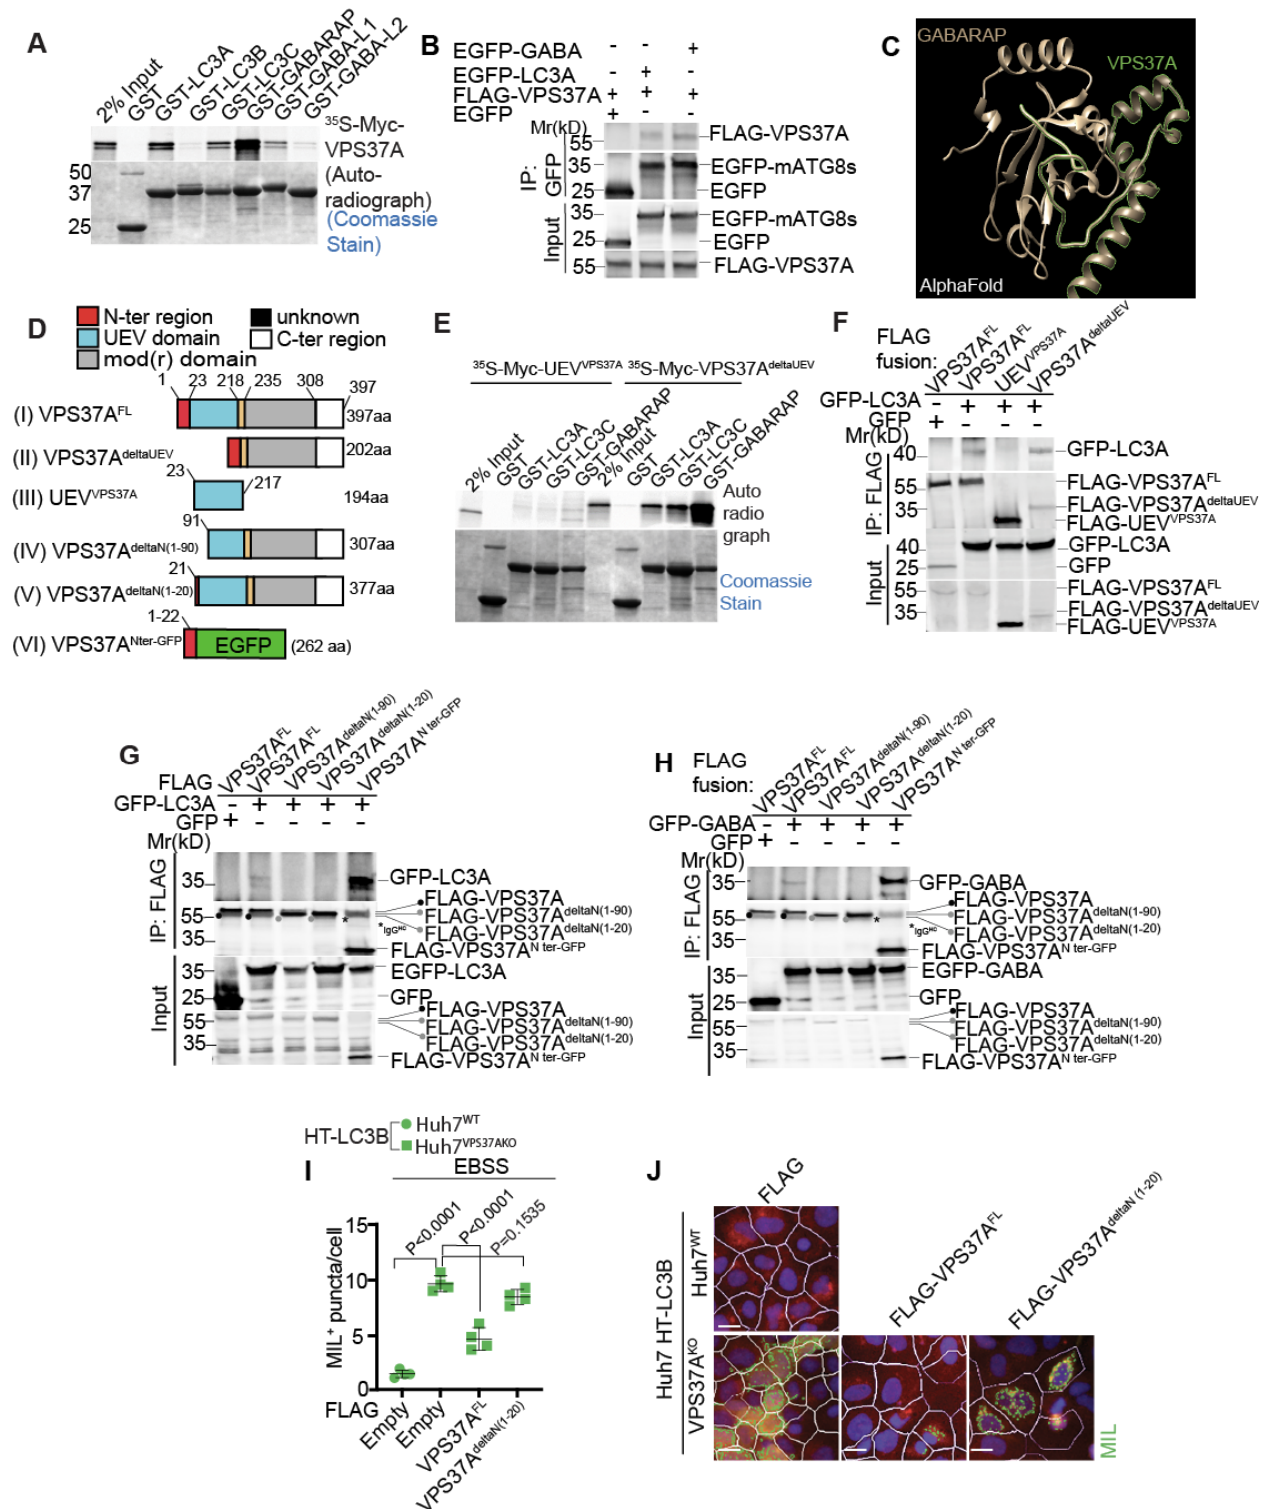 A
2% Input
GST
GST-LC3A
GST-LC3B
GST-LC3C
GST-GABARAP
GST-GABA-L1
GST-GABA-L2
35S-Myc-
VPS37A
(Auto-
radiograph)
(Coomassie
Stain)
50
37
25
B
EGFP-GABA - - +
EGFP-LC3A - + -
FLAG-VPS37A + + +
EGFP + - -
Mr(kD)
55
35
25
35
25
55
IP:
GFP
Input
FLAG-VPS37A
EGFP-mATG8s
EGFP
EGFP-mATG8s
EGFP
FLAG-VPS37A
C
GABARAP
VPS37A
AlphaFold
D
N-ter region
unknown
UEV domain
C-ter region
mod(r) domain
1 23 218 235 308 397
(I) VPS37AFL 397aa
(II) VPS37AdeltaUEV 202aa
23 217
(III) UEVVPS37A 194aa
91
(IV) VPS37AdeltaN(1-90) 307aa
21
(V) VPS37AdeltaN(1-20) 377aa
1-22
(VI) VPS37ANter-GFP EGFP (262 aa)
E
35S-Myc-UEVVPS37A 35S-Myc-VPS37AdeltaUEV
2% Input
GST
GST-LC3A
GST-LC3C
GST-GABARAP
2% Input
GST
GST-LC3A
GST-LC3C
GST-GABARAP
Auto
radio
graph
Coomassie
Stain
F
FLAG
fusion:
VPS37AFL
VPS37AFL
UEVVPS37A
VPS37AdeltaUEV
GFP-LC3A - + + +
GFP + - - -
Mr(kD)
40
55
35
40
25
55
35
IP: FLAG
Input
GFP-LC3A
FLAG-VPS37AFL
FLAG-VPS37AdeltaUEV
FLAG-UEVVPS37A
GFP-LC3A
GFP
FLAG-VPS37AFL
FLAG-VPS37AdeltaUEV
FLAG-UEVVPS37A
G
FLAG
VPS37AFL
VPS37AFL
VPS37AdeltaN(1-90)
VPS37AdeltaN(1-20)
VPS37AN ter-GFP
GFP-LC3A - + + + +
GFP + - - - -
Mr(kD)
35
55
35
35
25
55
35
IP: FLAG
Input
GFP-LC3A
FLAG-VPS37A
FLAG-VPS37AdeltaN(1-90)
*IgGHC
FLAG-VPS37AdeltaN(1-20)
FLAG-VPS37AN ter-GFP
EGFP-LC3A
GFP
FLAG-VPS37A
FLAG-VPS37AdeltaN(1-90)
FLAG-VPS37AdeltaN(1-20)
FLAG-VPS37AN ter-GFP
H
FLAG
fusion:
VPS37AFL
VPS37AFL
VPS37AdeltaN(1-90)
VPS37AdeltaN(1-20)
VPS37AN ter-GFP
GFP-GABA - + + + +
GFP + - - - -
Mr(kD)
35
55
35
35
25
55
35
IP: FLAG
Input
GFP-GABA
FLAG-VPS37A
FLAG-VPS37AdeltaN(1-90)
*IgGHC
FLAG-VPS37AdeltaN(1-20)
FLAG-VPS37AN ter-GFP
EGFP-GABA
GFP
FLAG-VPS37A
FLAG-VPS37AdeltaN(1-90)
FLAG-VPS37AdeltaN(1-20)
FLAG-VPS37AN ter-GFP
HT-LC3B
Huh7WT
Huh7VPS37AKO
I
EBSS
P<0.0001
P<0.0001
P=0.1535
MIL+ puncta/cell
15
10
5
0
FLAG
Empty
Empty
VPS37AFL
VPS37AdeltaN(1-20)
J
FLAG
FLAG-VPS37AFL
FLAG-VPS37AdeltaN (1-20)
Huh7 HT-LC3B
Huh7WT
VPS37AKO
MIL